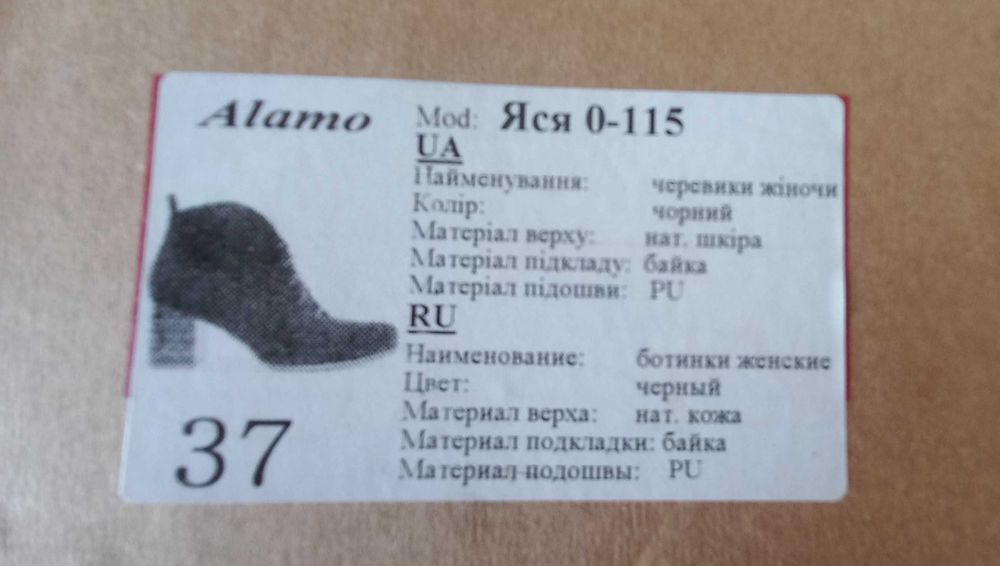 Alamo
Mod: Яся 0-115
UA
Найменування: черевики жіночи
Колір: чорний
Матеріал верху: нат. шкіра
Матеріал підкладу: байка
Матеріал підошви: PU
RU
Наименование: ботинки женские
Цвет: черный
Материал верха: нат. кожа
Материал подкладки: байка
Материал подошвы: PU
37